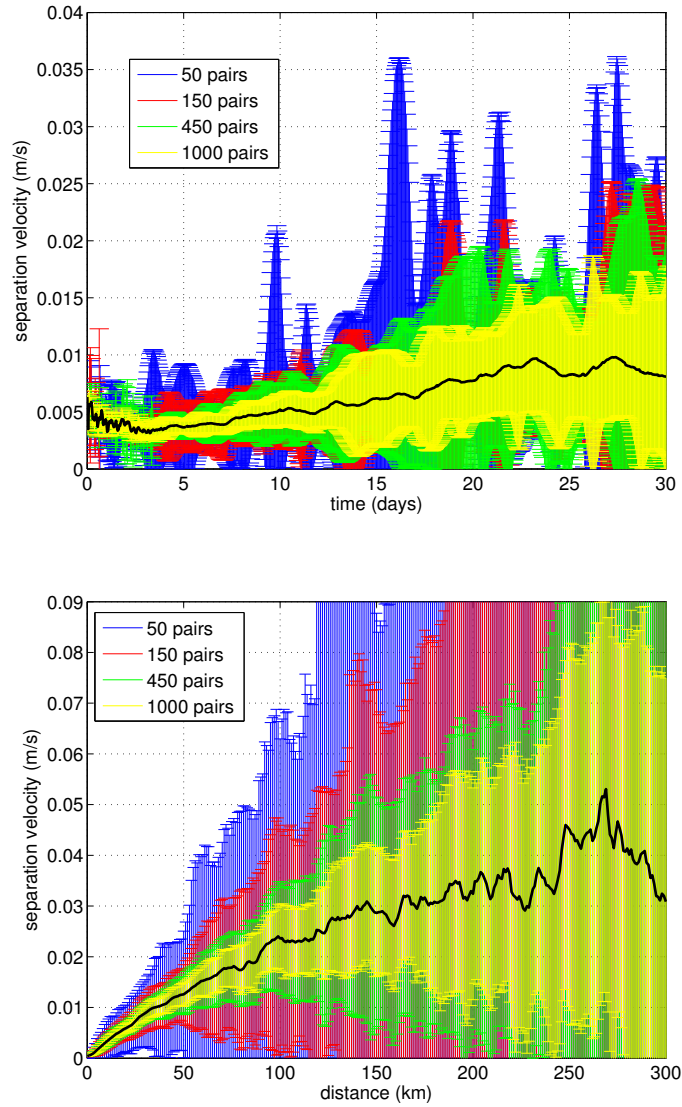 0.04
0.035
0.03
0.025
0.02
0.015
0.01
0.005
0
separation velocity (m/s)
50 pairs
150 pairs
450 pairs
1000 pairs
0 5 10 15 20 25 30
time (days)
0.09
0.08
0.07
0.06
0.05
0.04
0.03
0.02
0.01
0
separation velocity (m/s)
50 pairs
150 pairs
450 pairs
1000 pairs
0 50 100 150 200 250 300
distance (km)